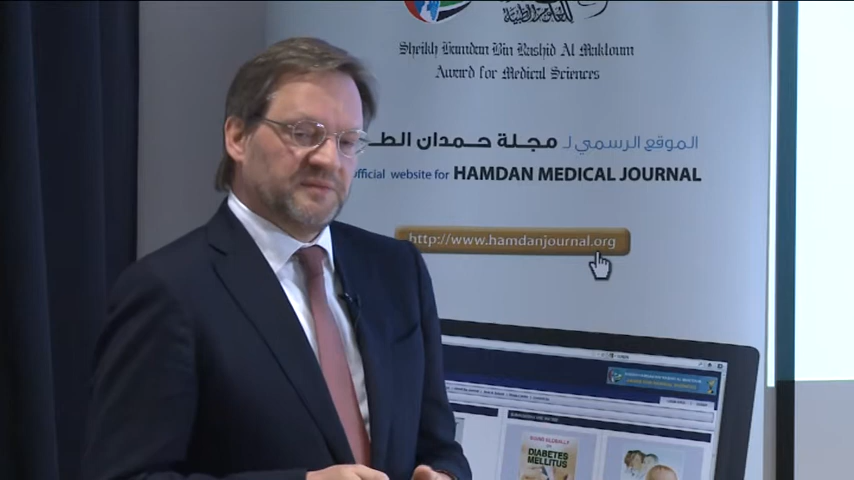 للعلوم الطبية
Sheikh Hamdan Bin Rashid Al Maktoum
Award for Medical Sciences
الموقع الرسمي لـ مجلة حمدان
official website for HAMDAN MEDICAL JOURNAL
http://www.hamdanjournal.org
DIABETES
MELLITUS